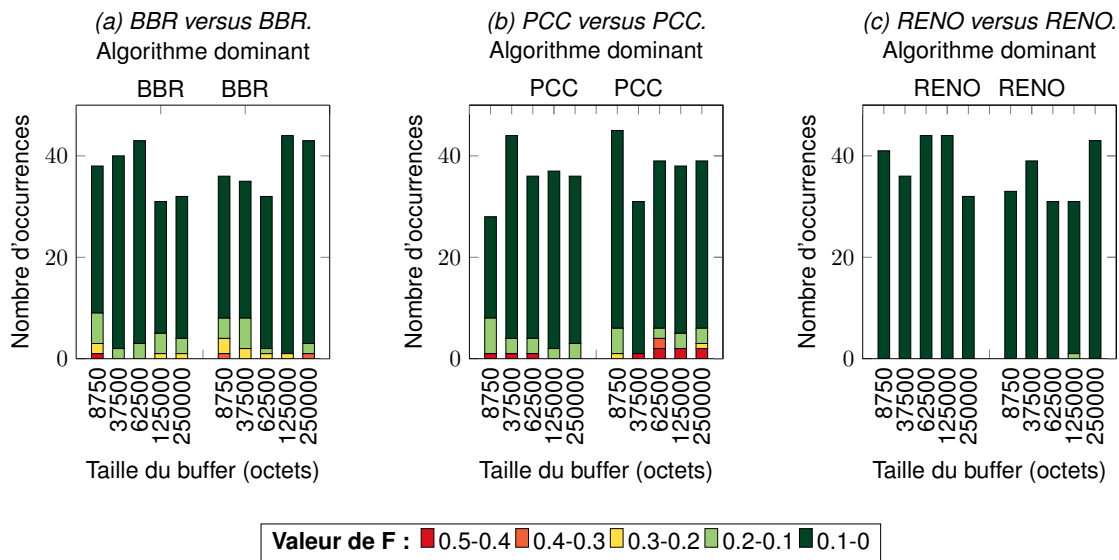 (a) BBR versus BBR.
Algorithme dominant
BBR BBR
Nombre d'occurrences
40
20
0
8750
37500
62500
125000
250000
8750
37500
62500
125000
250000
Taille du buffer (octets)
(b) PCC versus PCC.
Algorithme dominant
PCC PCC
Nombre d'occurrences
40
20
0
8750
37500
62500
125000
250000
8750
37500
62500
125000
250000
Taille du buffer (octets)
(c) RENO versus RENO.
Algorithme dominant
RENO RENO
Nombre d'occurrences
40
20
0
8750
37500
62500
125000
250000
8750
37500
62500
125000
250000
Taille du buffer (octets)
Valeur de F : 0.5-0.4 0.4-0.3 0.3-0.2 0.2-0.1 0.1-0